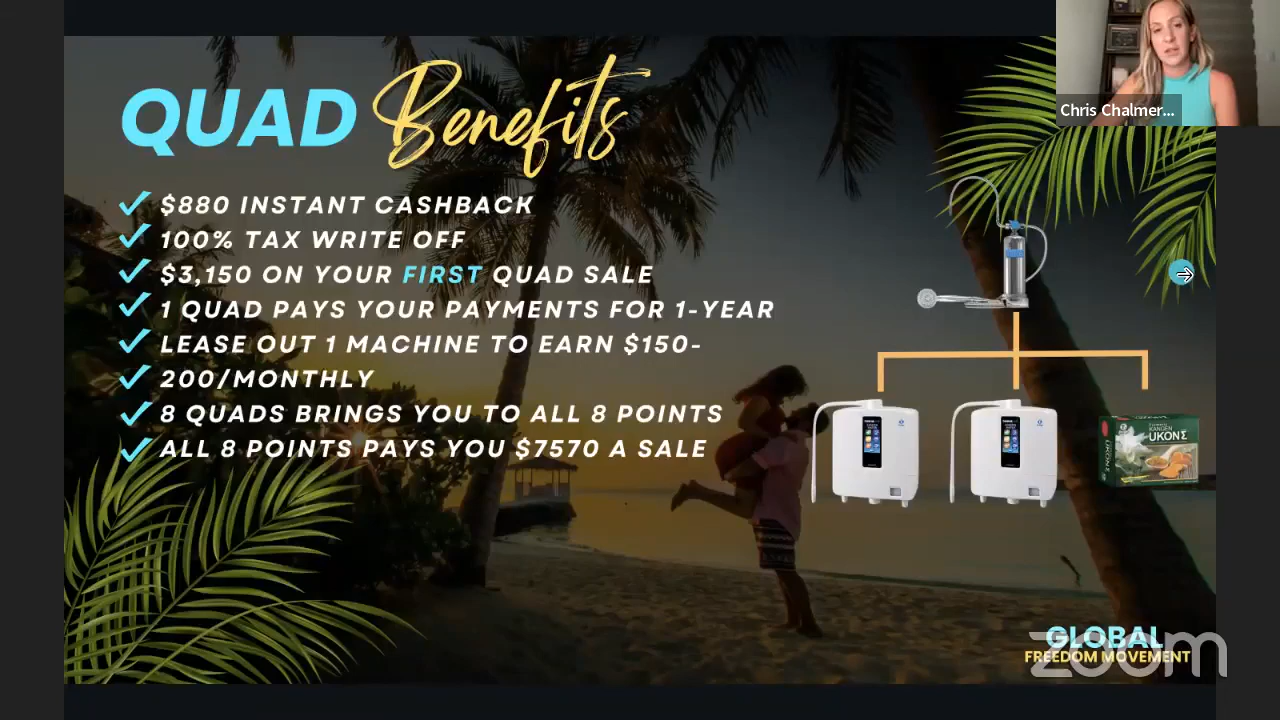 Chris Chalmer...
QUAD Benefits
$880 INSTANT CASHBACK
100% TAX WRITE OFF
$3,150 ON YOUR FIRST QUAD SALE
1 QUAD PAYS YOUR PAYMENTS FOR 1-YEAR
LEASE OUT 1 MACHINE TO EARN $150-
200/MONTHLY
8 QUADS BRINGS YOU TO ALL 8 POINTS
ALL 8 POINTS PAYS YOU $7570 A SALE
KANGEN
UKON Σ
GLOBAL
FREEDOM MOVEMENT
zoom